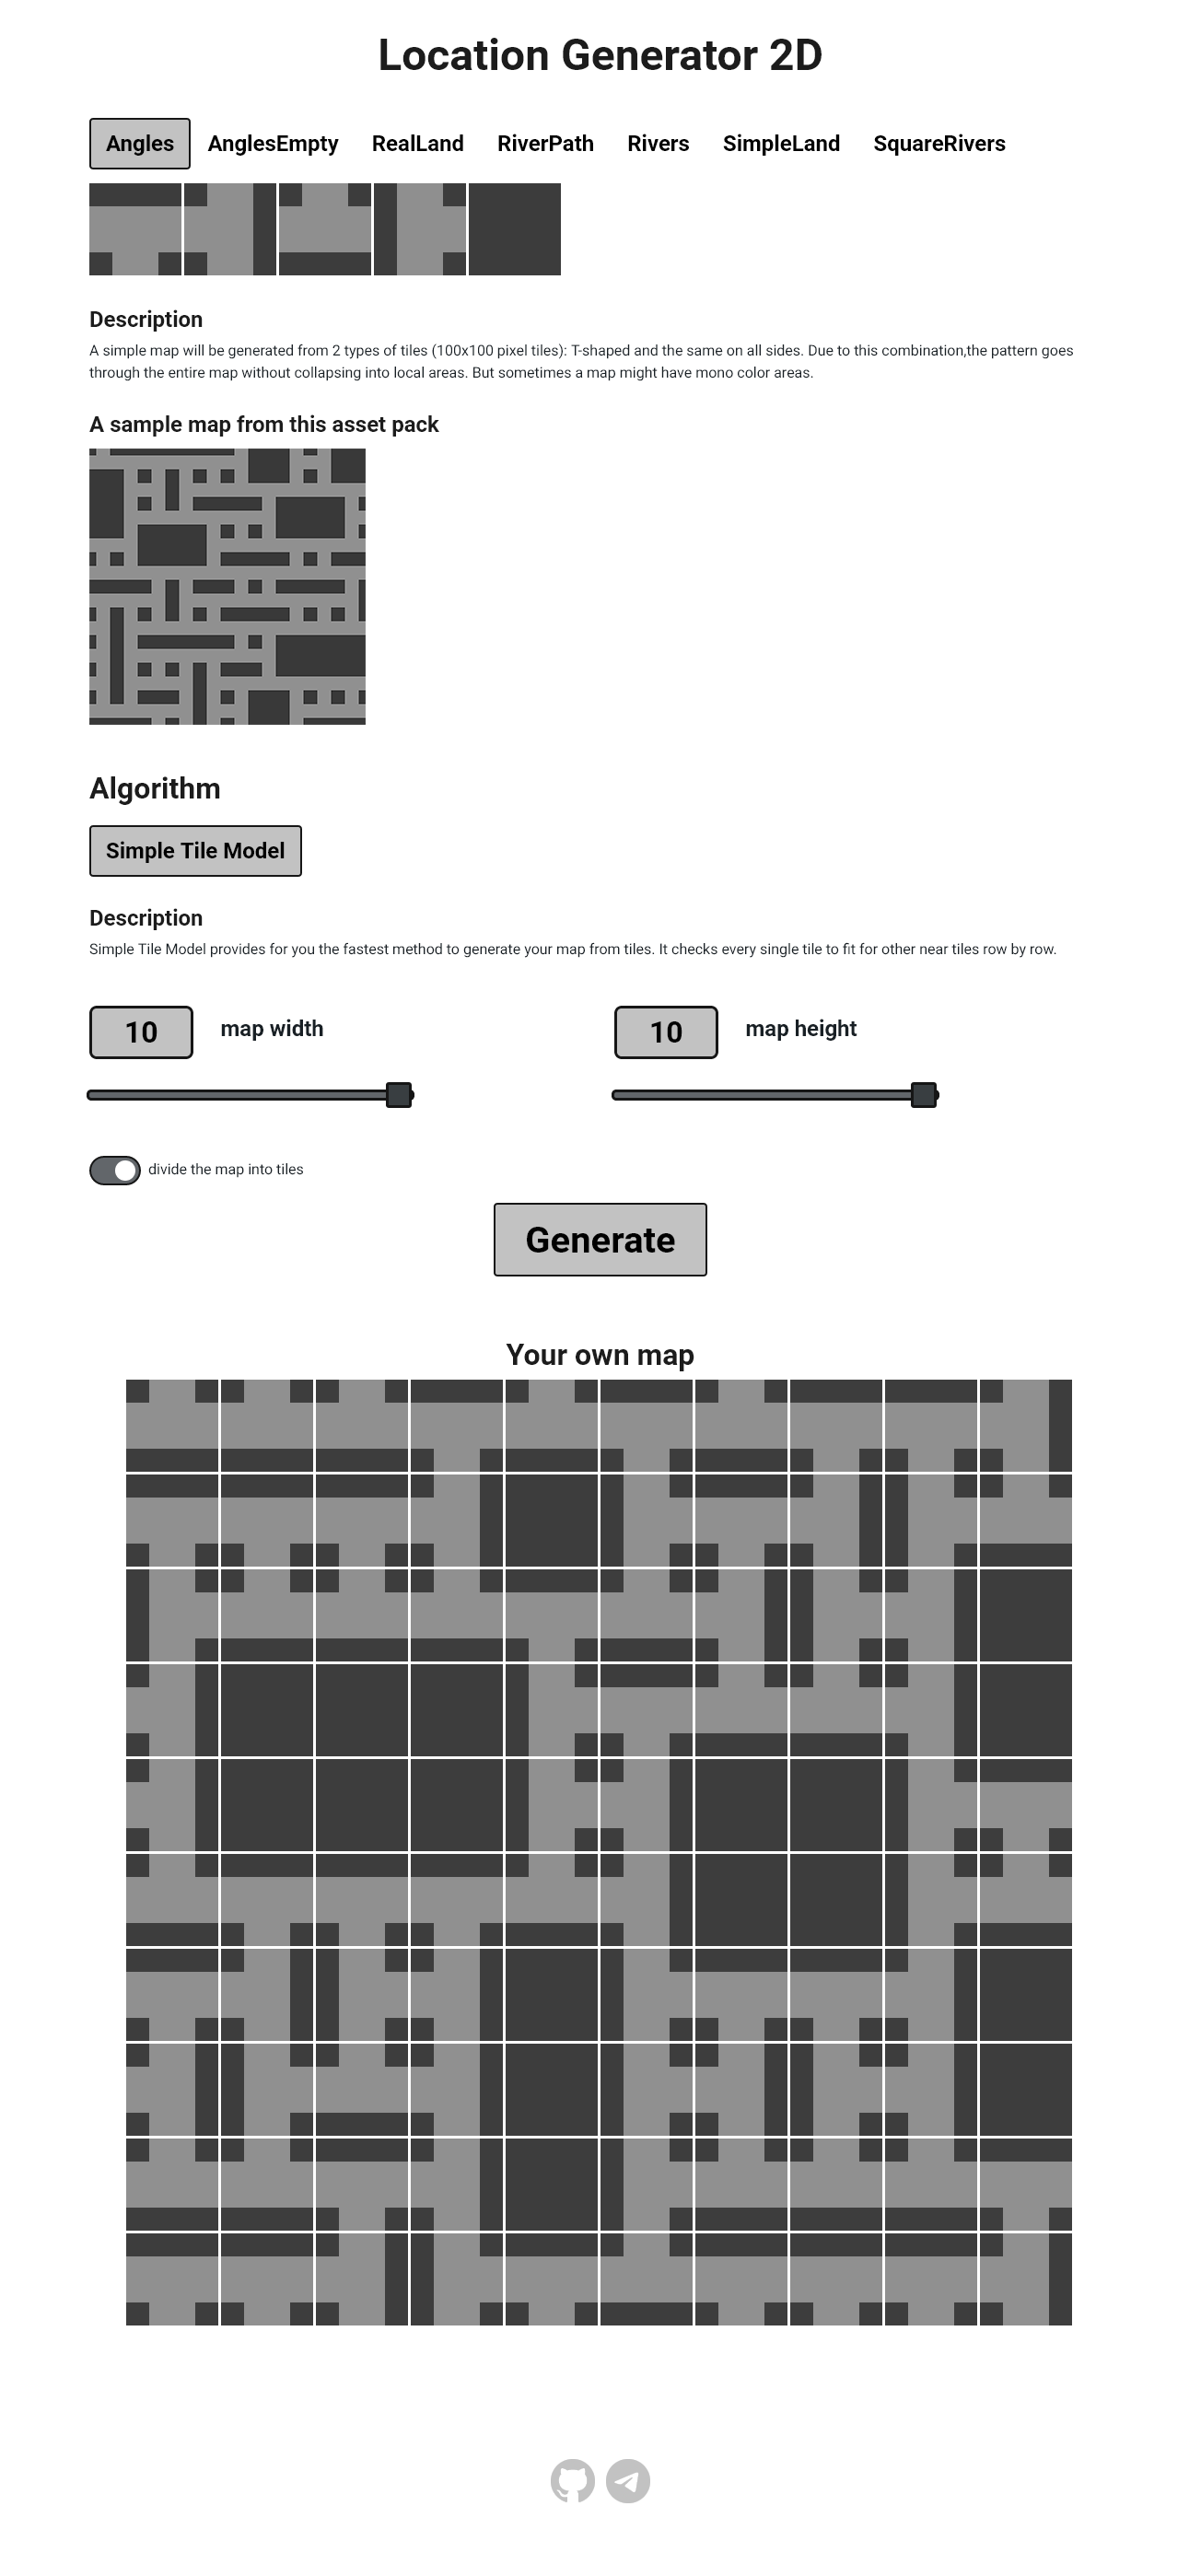 Location Generator 2D
Angles AnglesEmpty RealLand RiverPath Rivers SimpleLand SquareRivers
Description
A simple map will be generated from 2 types of tiles (100x100 pixel tiles): T-shaped and the same on all sides. Due to this combination,the pattern goes
through the entire map without collapsing into local areas. But sometimes a map might have mono color areas.
A sample map from this asset pack
Algorithm
Simple Tile Model
Description
Simple Tile Model provides for you the fastest method to generate your map from tiles. It checks every single tile to fit for other near tiles row by row.
10 map width 10 map height
divide the map into tiles
Generate
Your own map